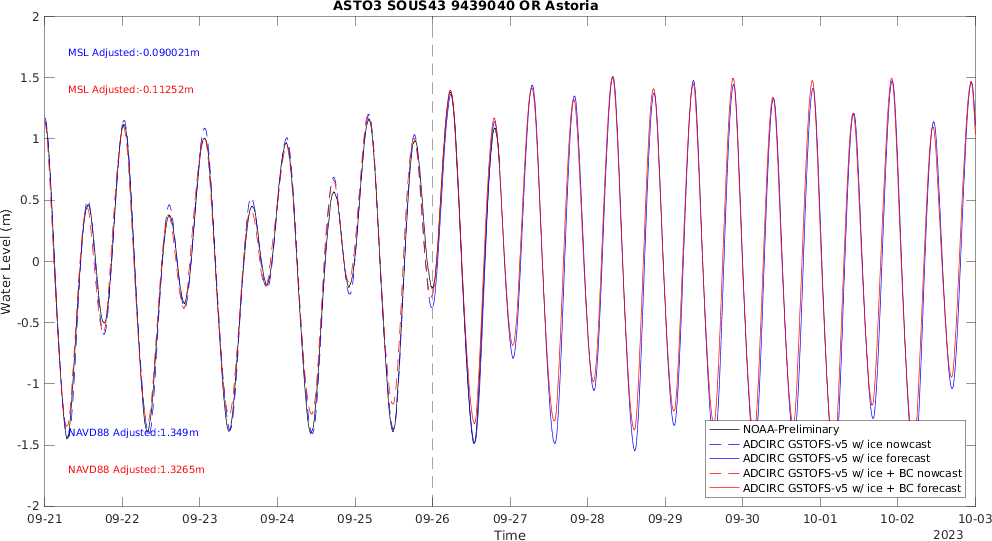 ASTO3 SOUS43 9439040 OR Astoria
2
1.5
1
0.5
0
-0.5
-1
-1.5
-2
Water Level (m)
MSL Adjusted:-0.090021m
MSL Adjusted:-0.11252m
NAVD88 Adjusted:1.349m
NAVD88 Adjusted:1.3265m
NOAA-Preliminary
ADCIRC GSTOFS-v5 w/ ice nowcast
ADCIRC GSTOFS-v5 w/ ice forecast
ADCIRC GSTOFS-v5 w/ ice + BC nowcast
ADCIRC GSTOFS-v5 w/ ice + BC forecast
09-21 09-22 09-23 09-24 09-25 09-26 09-27 09-28 09-29 09-30 10-01 10-02 10-03
Time
2023